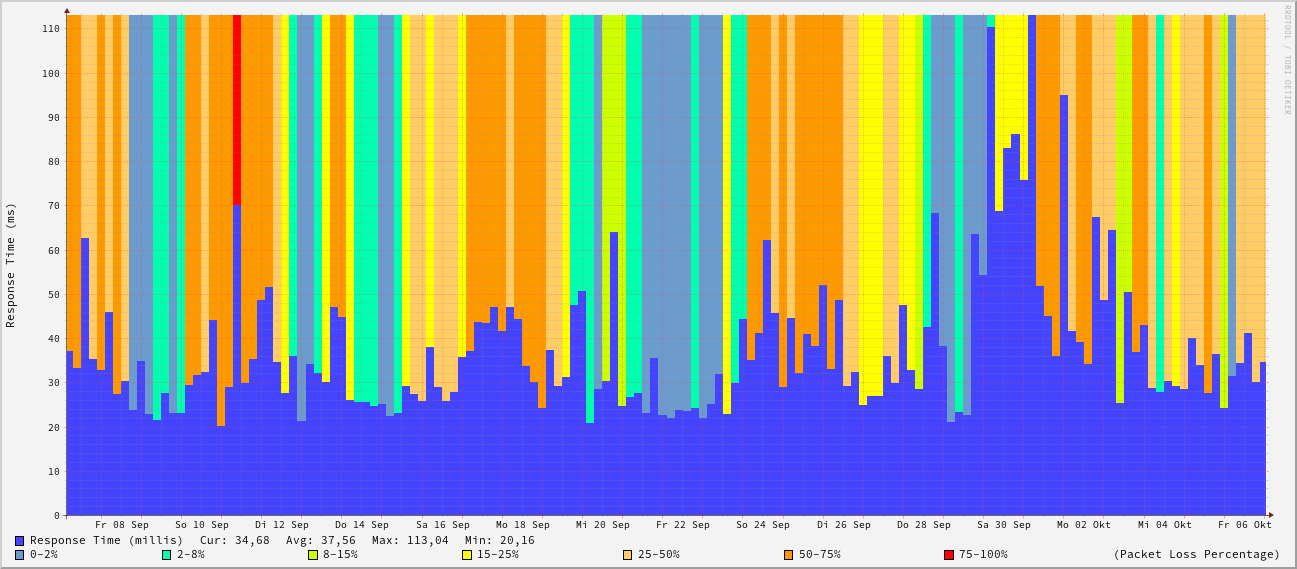 RRDTOOL / TOBI OETIKER
Response Time (ms)
110
100
90
80
70
60
50
40
30
20
10
0
Fr 08 Sep So 10 Sep Di 12 Sep Do 14 Sep Sa 16 Sep Mo 18 Sep Mi 20 Sep Fr 22 Sep So 24 Sep Di 26 Sep Do 28 Sep Sa 30 Sep Mo 02 Okt Mi 04 Okt Fr 06 Okt
Response Time (millis) Cur: 34,68 Avg: 37,56 Max: 113,04 Min: 20,16
0-2% 2-8% 8-15% 15-25% 25-50% 50-75% 75-100% (Packet Loss Percentage)